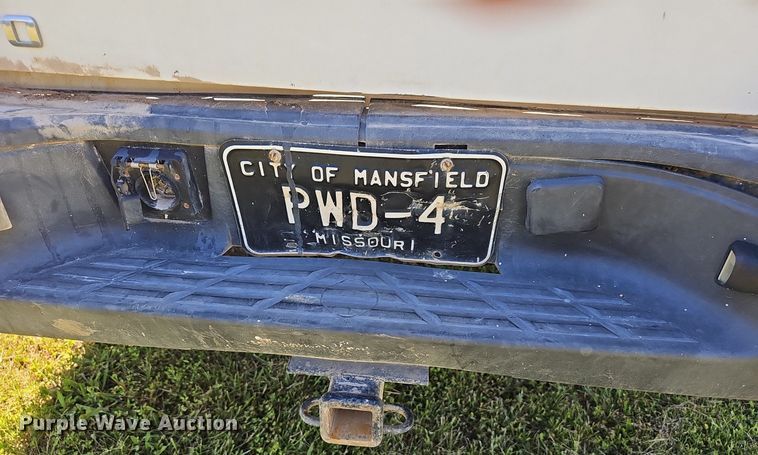 CITY OF MANSFIELD
PWD-4
MISSOURI
Purple Wave Auction